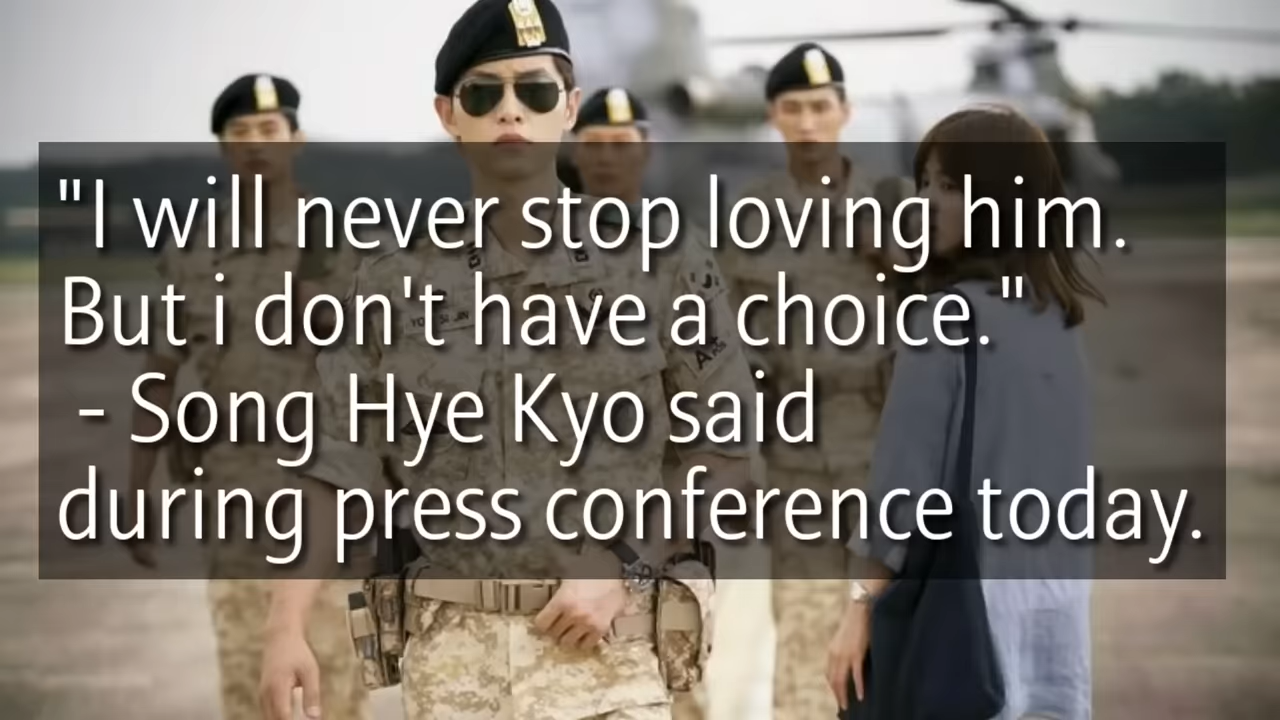 "I will never stop loving him.
But i don't have a choice."
- Song Hye Kyo said
during press conference today.